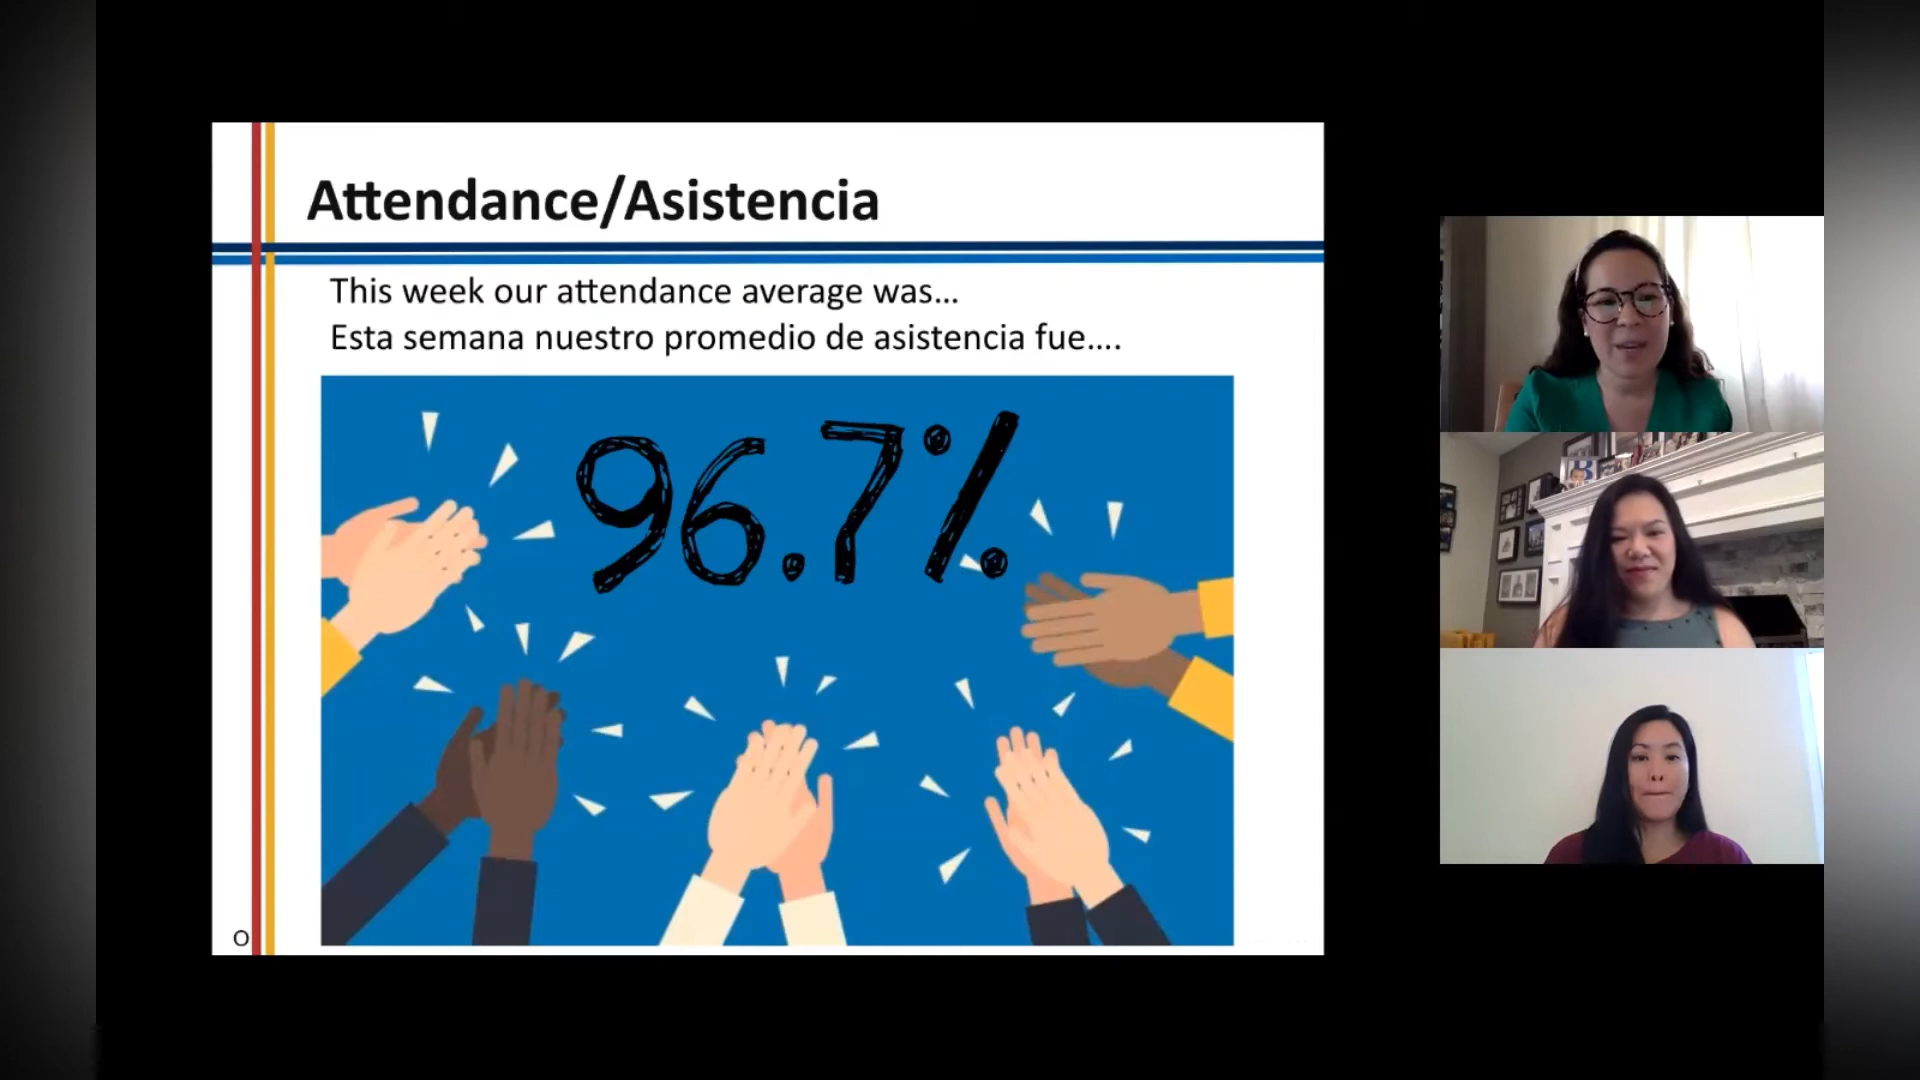 Attendance/Asistencia
This week our attendance average was...
Esta semana nuestro promedio de asistencia fue....
96.7%
O